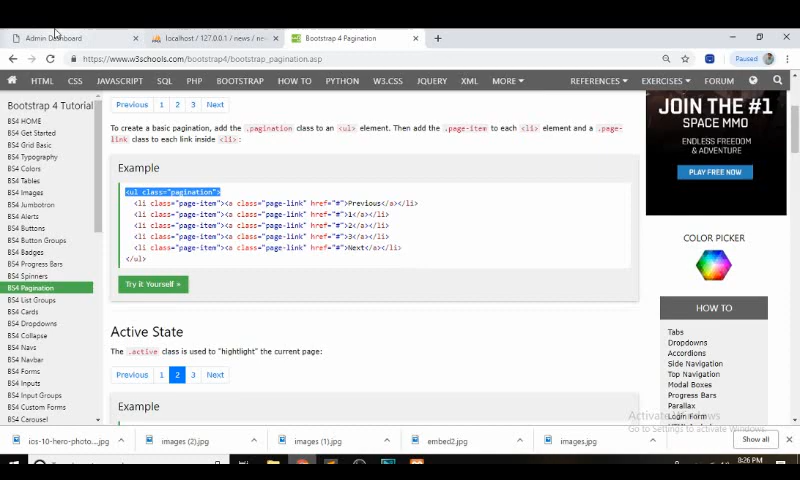 Admin Dashboard
localhost / 127.0.0.1 / news / ne
Bootstrap 4 Pagination
https://www.w3schools.com/bootstrap4/bootstrap_pagination.asp
Paused
HTML CSS JAVASCRIPT SQL PHP BOOTSTRAP HOW TO PYTHON W3.CSS JQUERY XML MORE REFERENCES EXERCISES FORUM
Bootstrap 4 Tutorial
BS4 HOME
BS4 Get Started
BS4 Grid Basic
BS4 Typography
BS4 Colors
BS4 Tables
BS4 Images
BS4 Jumbotron
BS4 Alerts
BS4 Buttons
BS4 Button Groups
BS4 Badges
BS4 Progress Bars
BS4 Spinners
BS4 Pagination
BS4 List Groups
BS4 Cards
BS4 Dropdowns
BS4 Collapse
BS4 Navs
BS4 Navbar
BS4 Forms
BS4 Inputs
BS4 Input Groups
BS4 Custom Forms
BS4 Carousel
Previous 1 2 3 Next
To create a basic pagination, add the .pagination class to an <ul> element. Then add the .page-item to each <li> element and a .page-
link class to each link inside <li>:
Example
<ul class="pagination">
<li class="page-item"><a class="page-link" href="#">Previous</a></li>
<li class="page-item"><a class="page-link" href="#">1</a></li>
<li class="page-item"><a class="page-link" href="#">2</a></li>
<li class="page-item"><a class="page-link" href="#">3</a></li>
<li class="page-item"><a class="page-link" href="#">Next</a></li>
</ul>
Try it Yourself »
Active State
The .active class is used to "hightlight" the current page:
Previous 1 2 3 Next
Example
JOIN THE #1
SPACE MMO
ENDLESS FREEDOM
& ADVENTURE
PLAY FREE NOW
COLOR PICKER
HOW TO
Tabs
Dropdowns
Accordions
Side Navigation
Top Navigation
Modal Boxes
Progress Bars
Parallax
Login Form
Activate Windows
Go to Settings to activate Windows.
ios-10-hero-photo....jpg
images (2).jpg
images (1).jpg
embed2.jpg
images.jpg
Show all
8:26 PM